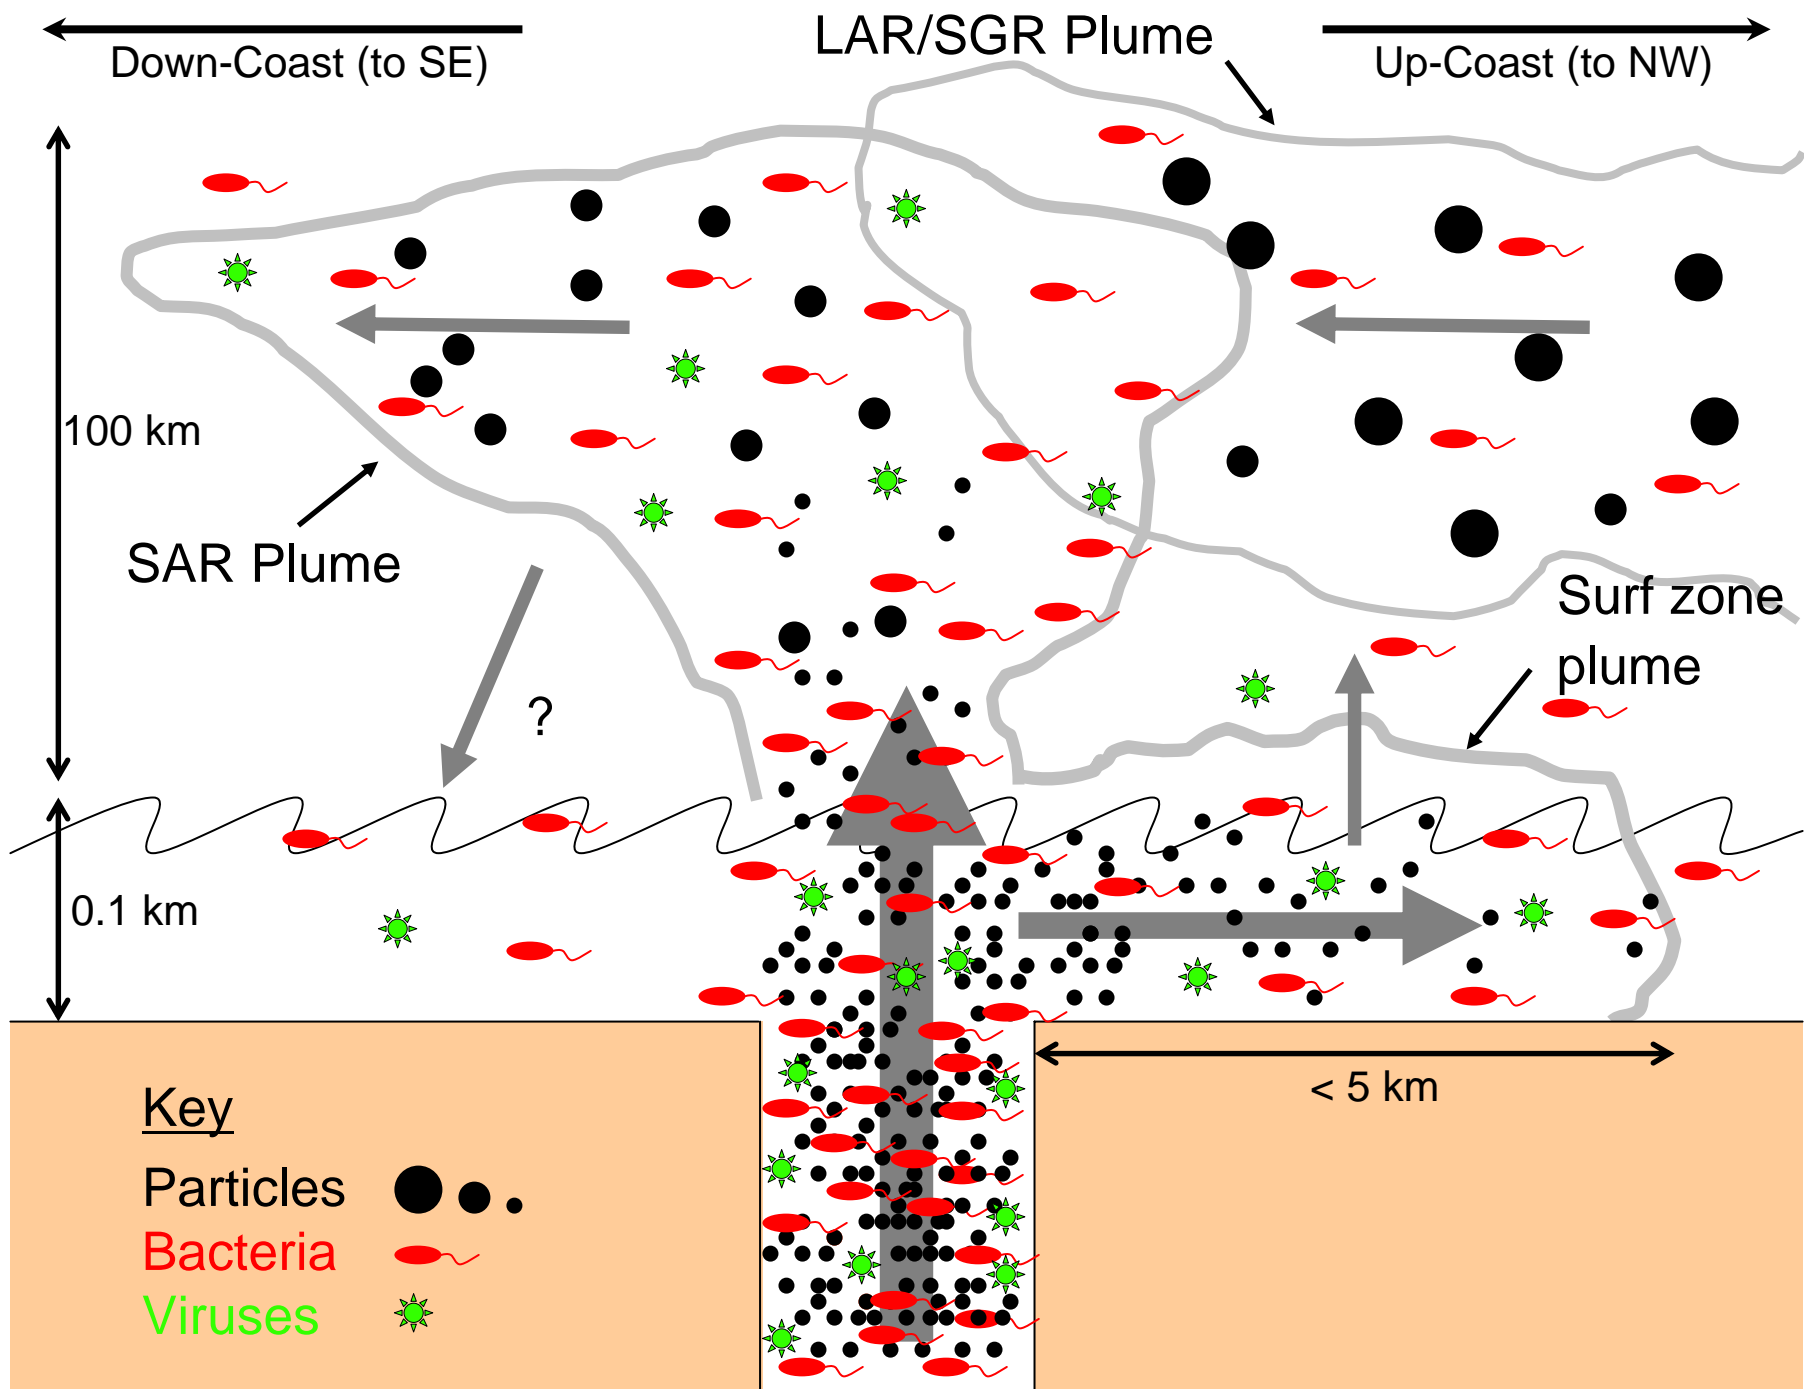 LAR/SGR Plume
Down-Coast (to SE)
Up-Coast (to NW)
100 km
SAR Plume
Surf zone
plume
?
0.1 km
< 5 km
Key
Particles
Bacteria
Viruses